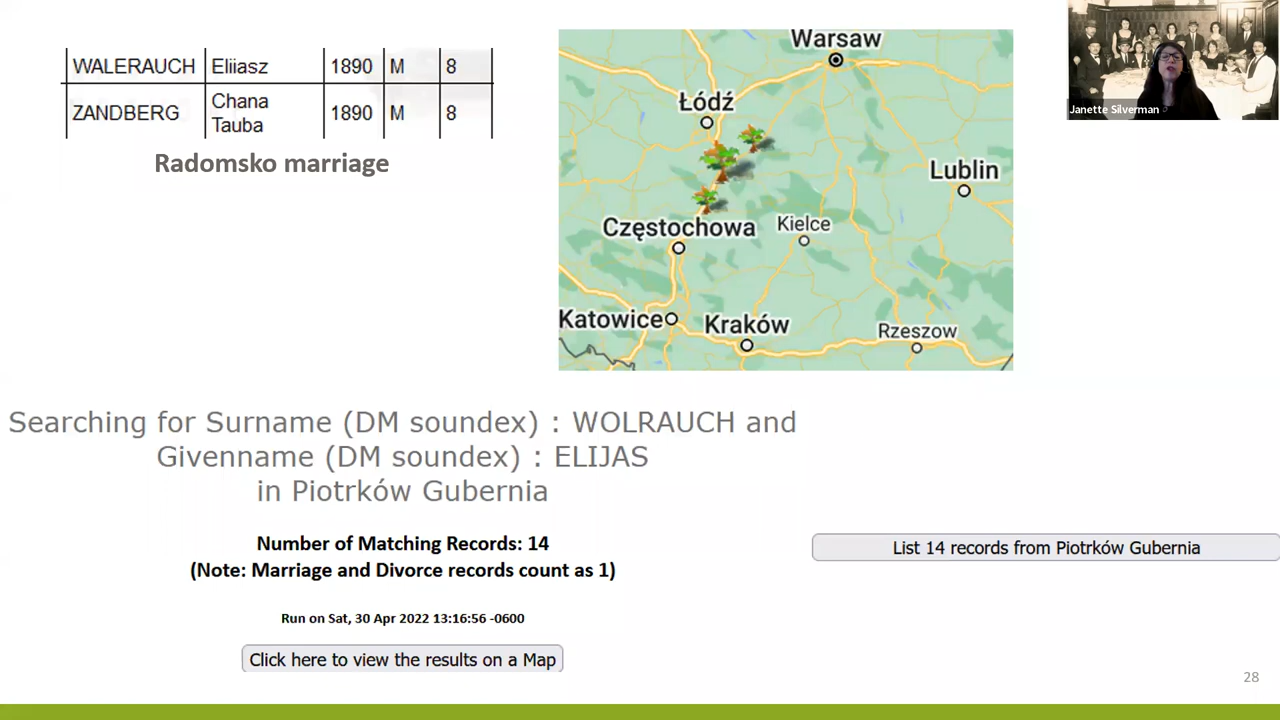 WALERAUCH Eliiasz 1890 M 8
ZANDBERG Chana Tauba 1890 M 8
Radomsko marriage
Warsaw
Łódź
Lublin
Częstochowa
Kielce
Katowice
Kraków
Rzeszow
Janette Silverman
Searching for Surname (DM soundex) : WOLRAUCH and
Givenname (DM soundex) : ELIJAS
in Piotrków Gubernia
Number of Matching Records: 14
(Note: Marriage and Divorce records count as 1)
Run on Sat, 30 Apr 2022 13:16:56 -0600
Click here to view the results on a Map
List 14 records from Piotrków Gubernia
28